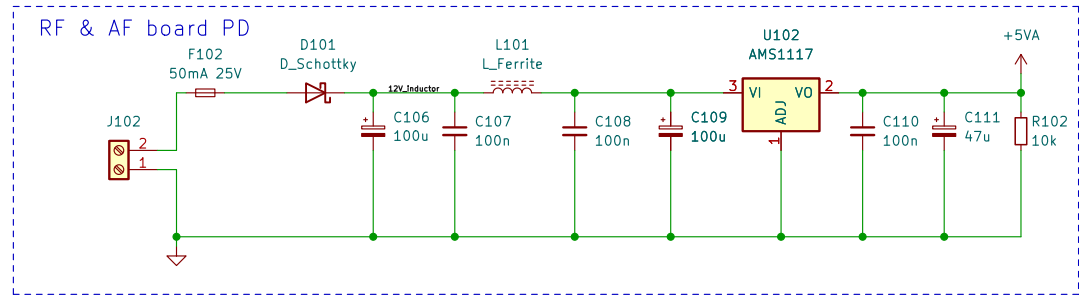 RF & AF board PD
F102
50mA 25V
D101
D_Schottky
L101
L_Ferrite
U102
AMS1117
+5VA
12V_inductor
3
VI
VO
2
ADJ
1
J102
2
1
C106
100u
C107
100n
C108
100n
C109
100u
C110
100n
C111
47u
R102
10k
+
+
+